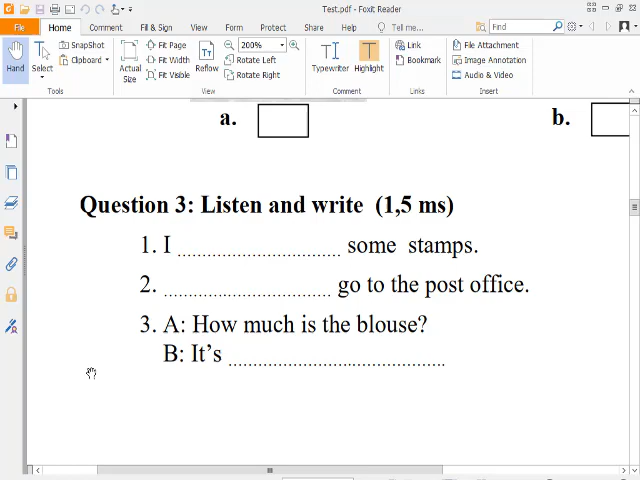 Test.pdf - Foxit Reader
File Home Comment Fill & Sign View Form Protect Share Help Tell me... Find
Hand
Select
SnapShot
Clipboard
Tools
Actual Size
Fit Page
Fit Width
Fit Visible
Reflow
200%
Rotate Left
Rotate Right
View
Typewriter
Highlight
Comment
Link
Bookmark
Links
File Attachment
Image Annotation
Audio & Video
Insert
a. b.
Question 3: Listen and write (1,5 ms)
1. I ................................ some stamps.
2. ................................ go to the post office.
3. A: How much is the blouse?
B: It's ..........................................